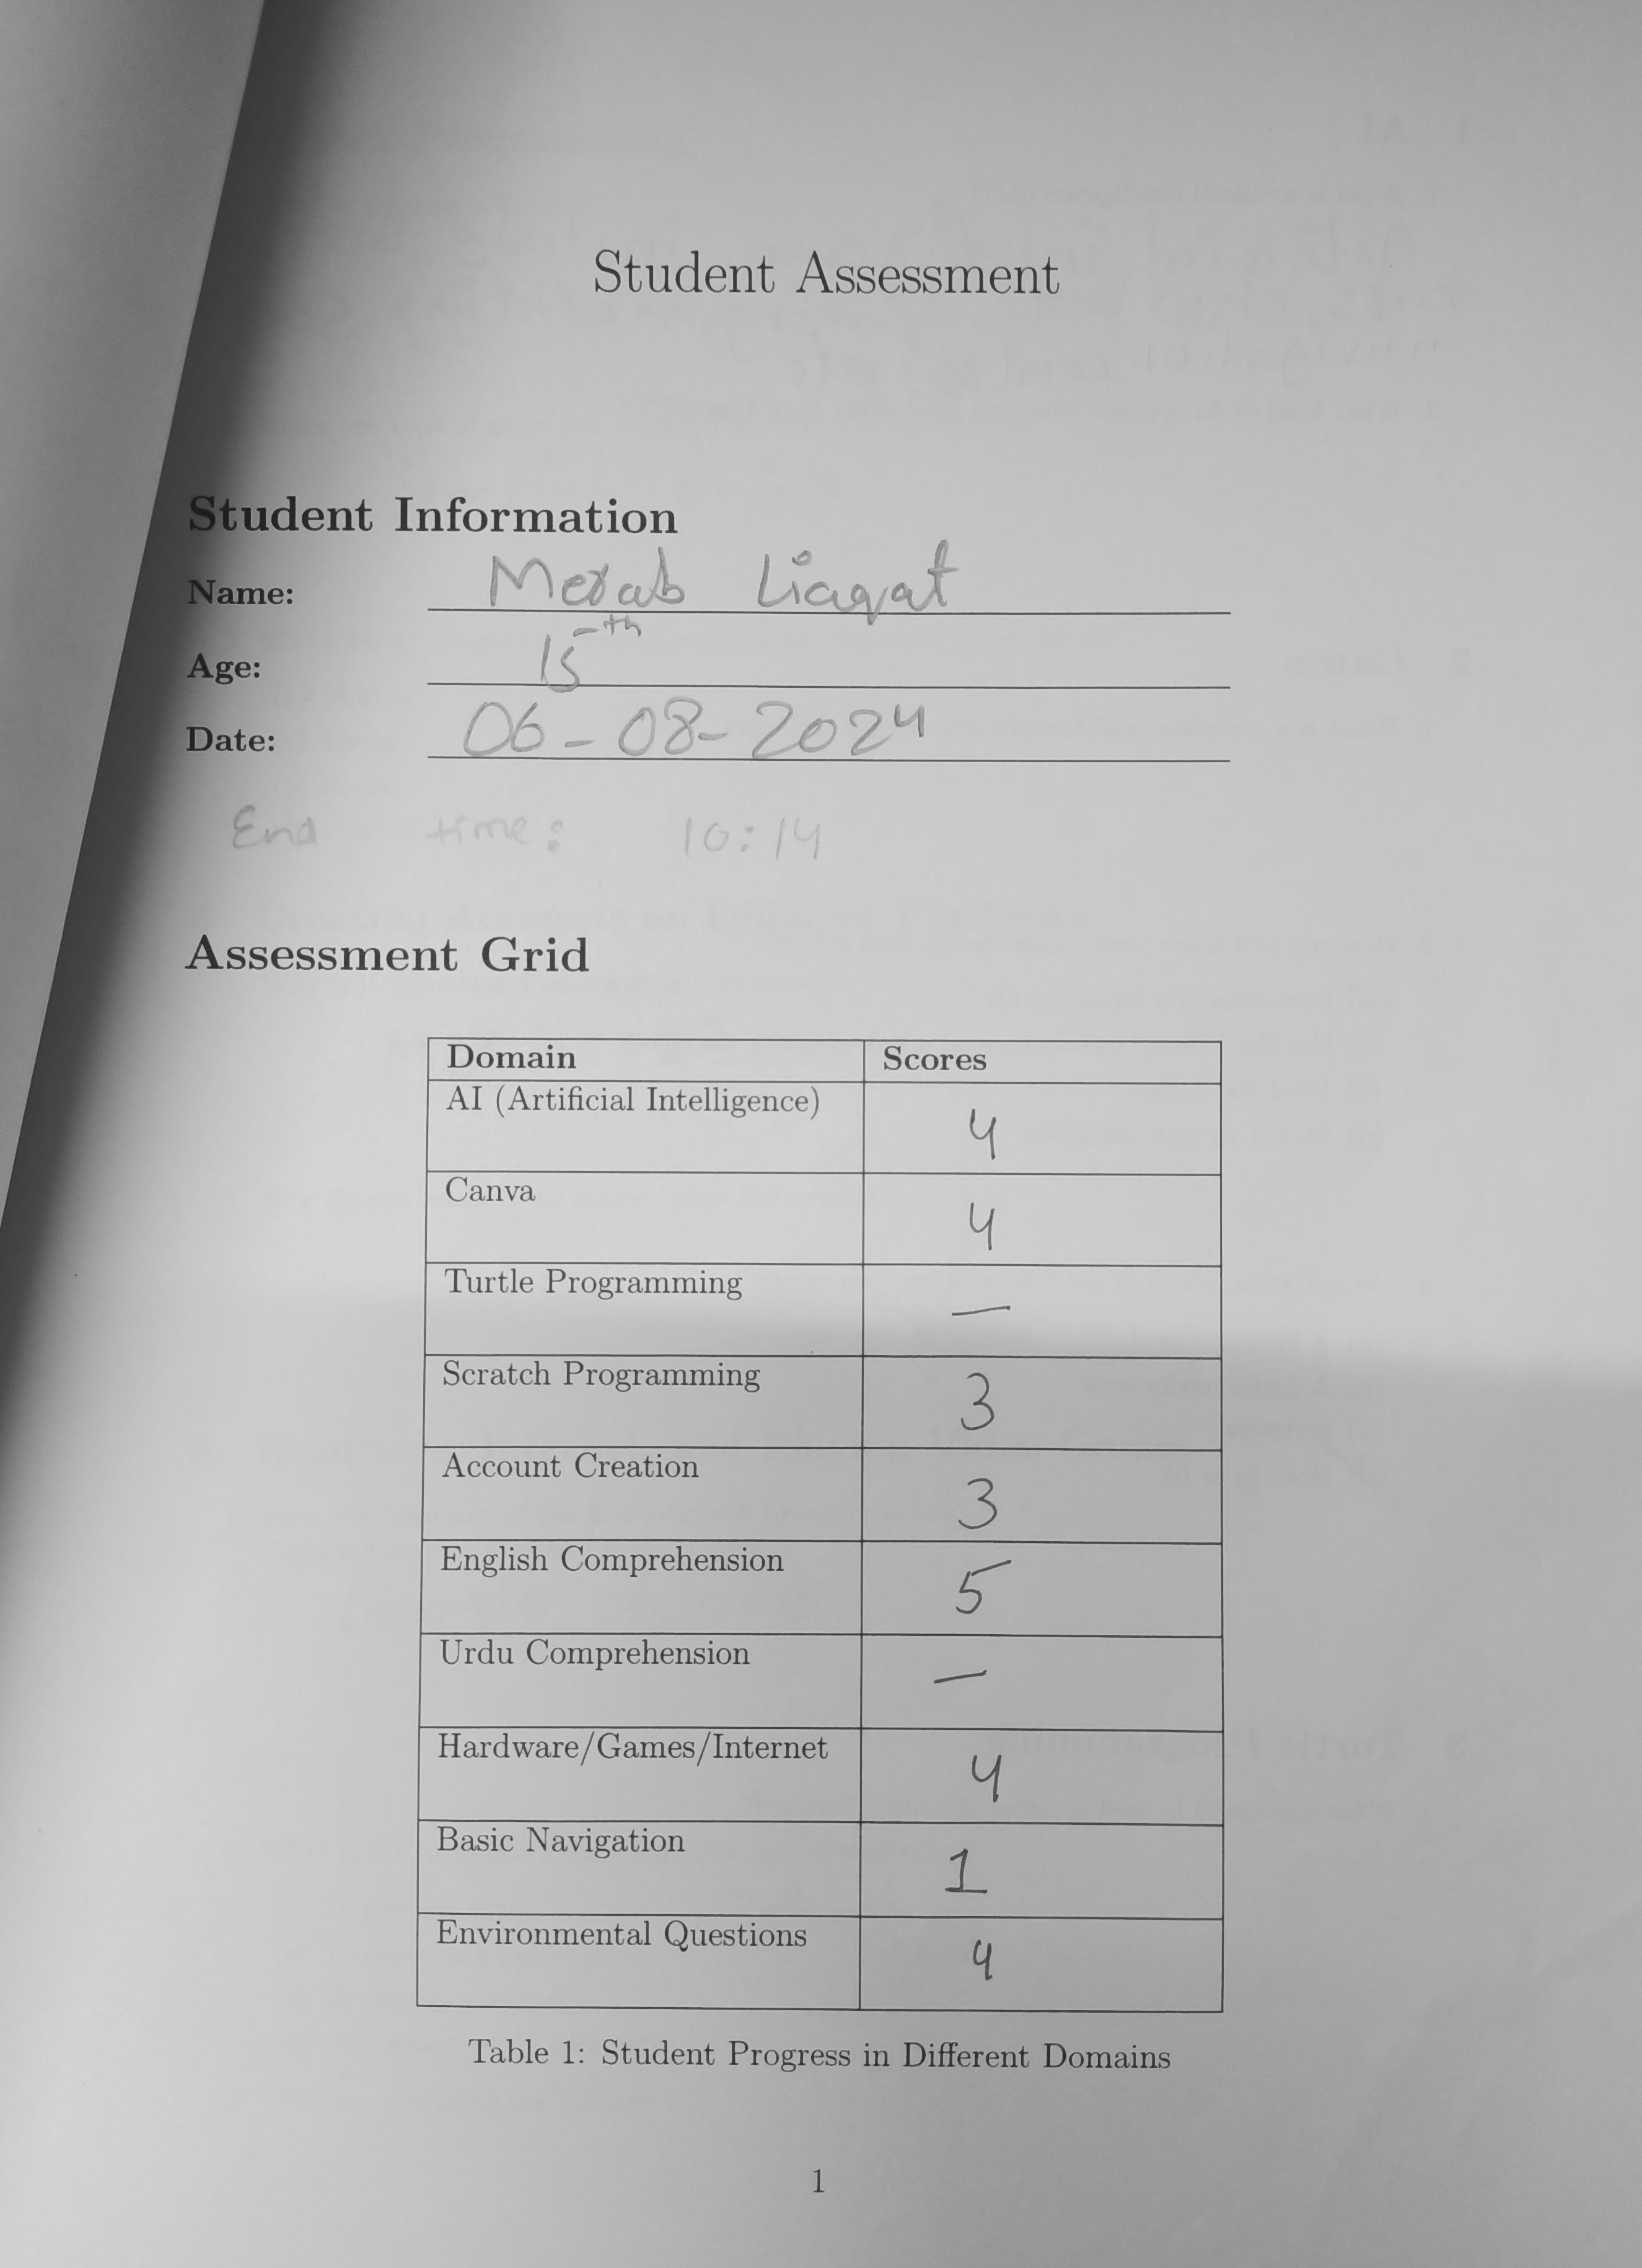 Student Assessment
Student Information
Name: Merab Liaqat
Age: 15th
Date: 06-08-2024
End time: 10:14
Assessment Grid
Domain Scores
AI (Artificial Intelligence) 4
Canva 4
Turtle Programming —
Scratch Programming 3
Account Creation 3
English Comprehension 5
Urdu Comprehension —
Hardware/Games/Internet 4
Basic Navigation 1
Environmental Questions 4
Table 1: Student Progress in Different Domains
1